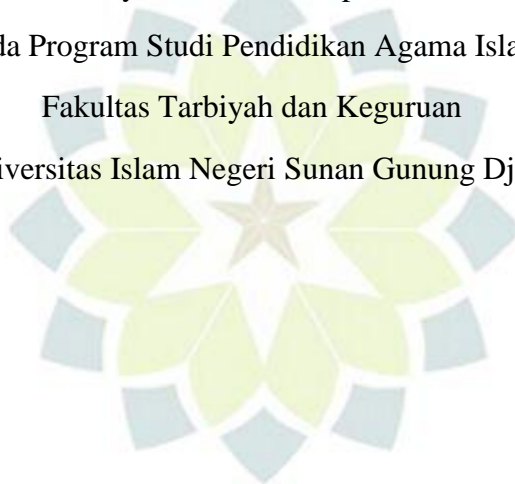 da Program Studi Pendidikan Agama Isla
Fakultas Tarbiyah dan Keguruan
iversitas Islam Negeri Sunan Gunung Dj